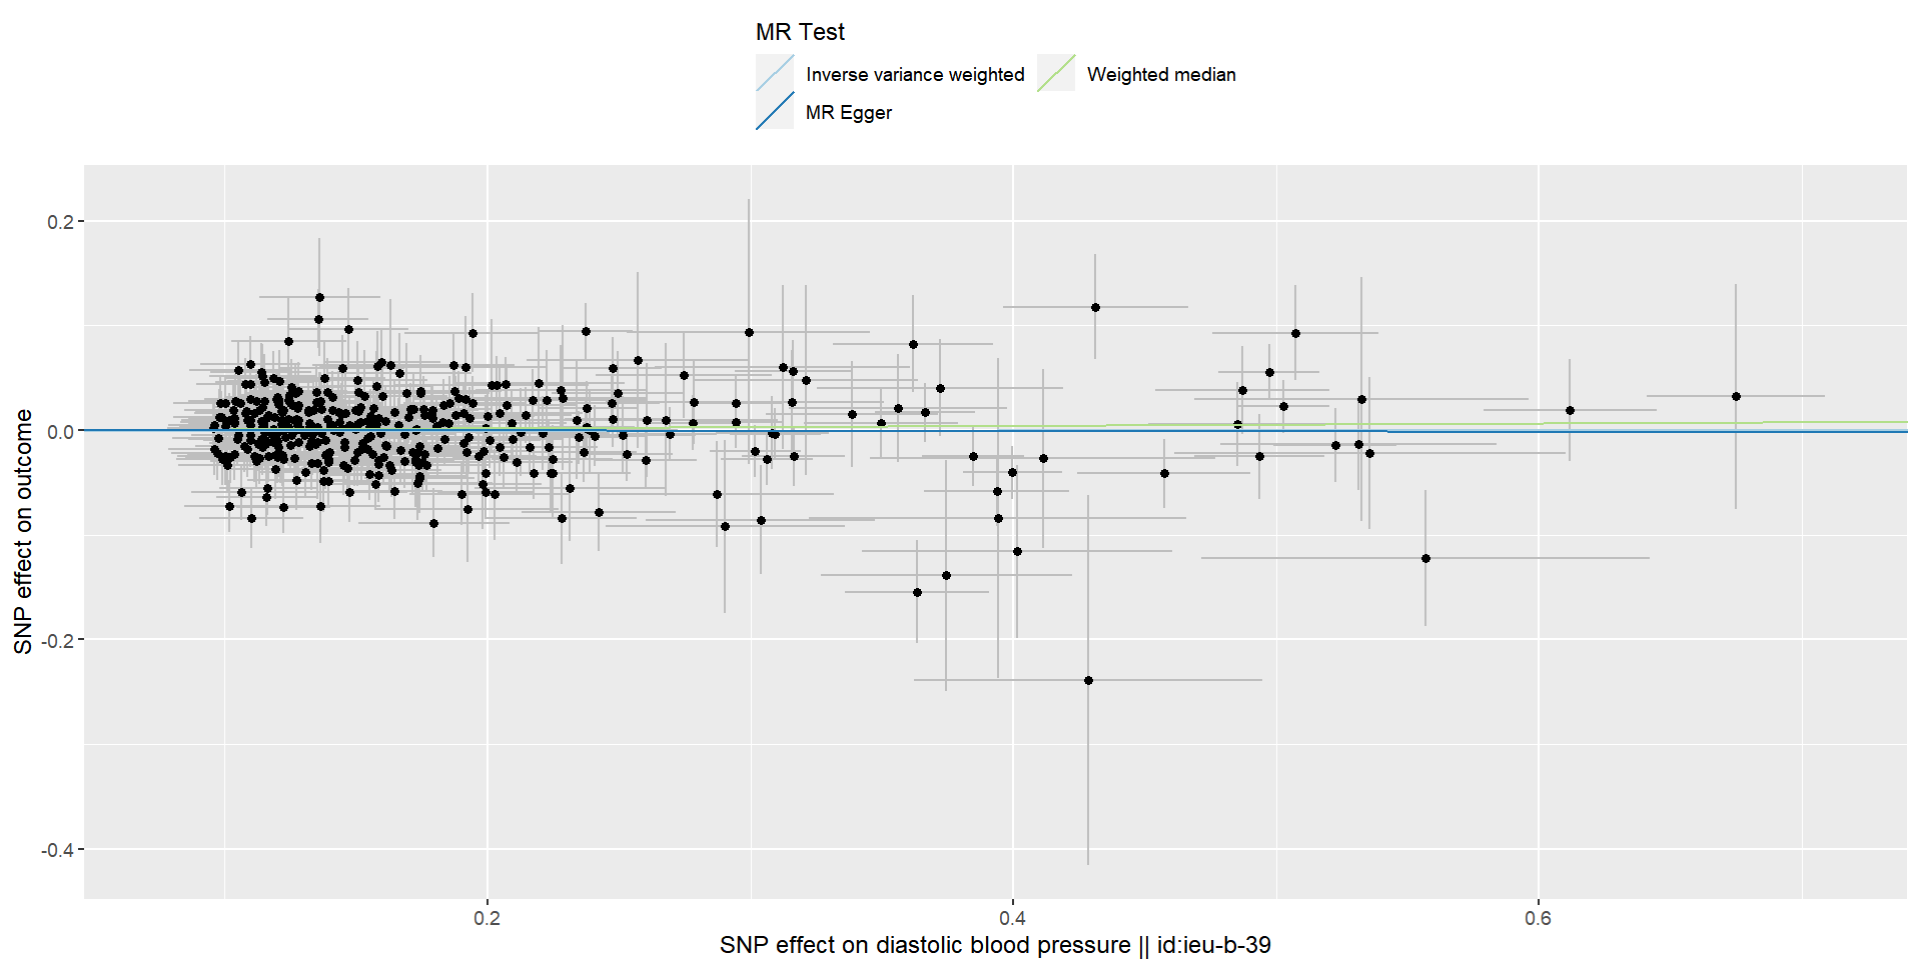 MR Test
Inverse variance weighted
Weighted median
MR Egger
SNP effect on outcome
0.2
0.0
-0.2
-0.4
0.2
0.4
0.6
SNP effect on diastolic blood pressure || id:ieu-b-39